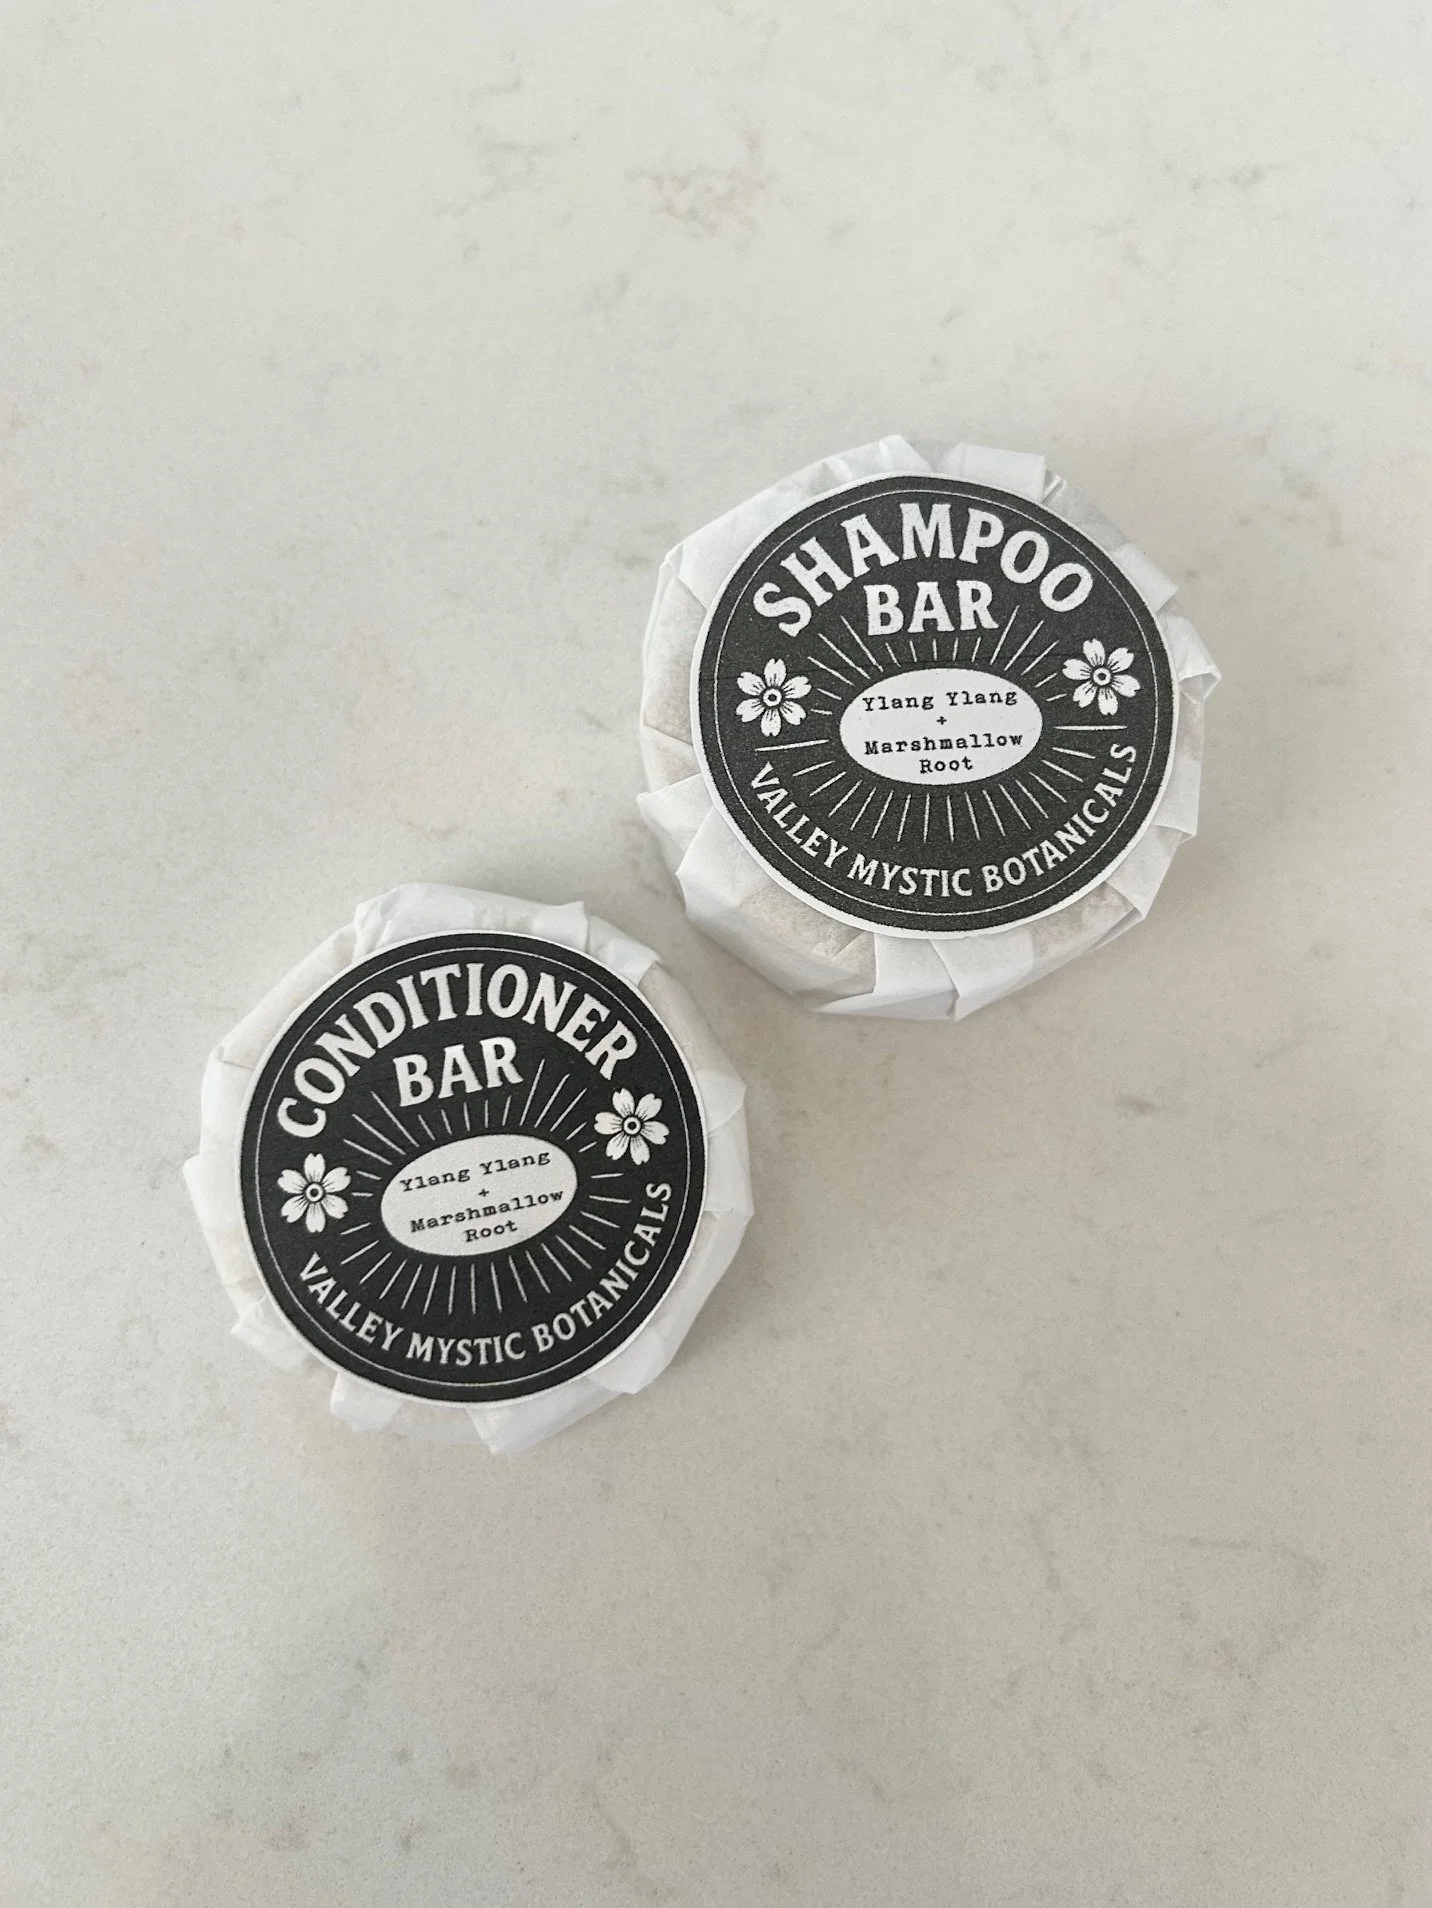 SHAMPOO
BAR
Ylang Ylang
+
Marshmallow
Root
VALLEY MYSTIC BOTANICALS
CONDITIONER
BAR
Ylang Ylang
+
Marshmallow
Root
VALLEY MYSTIC BOTANICALS